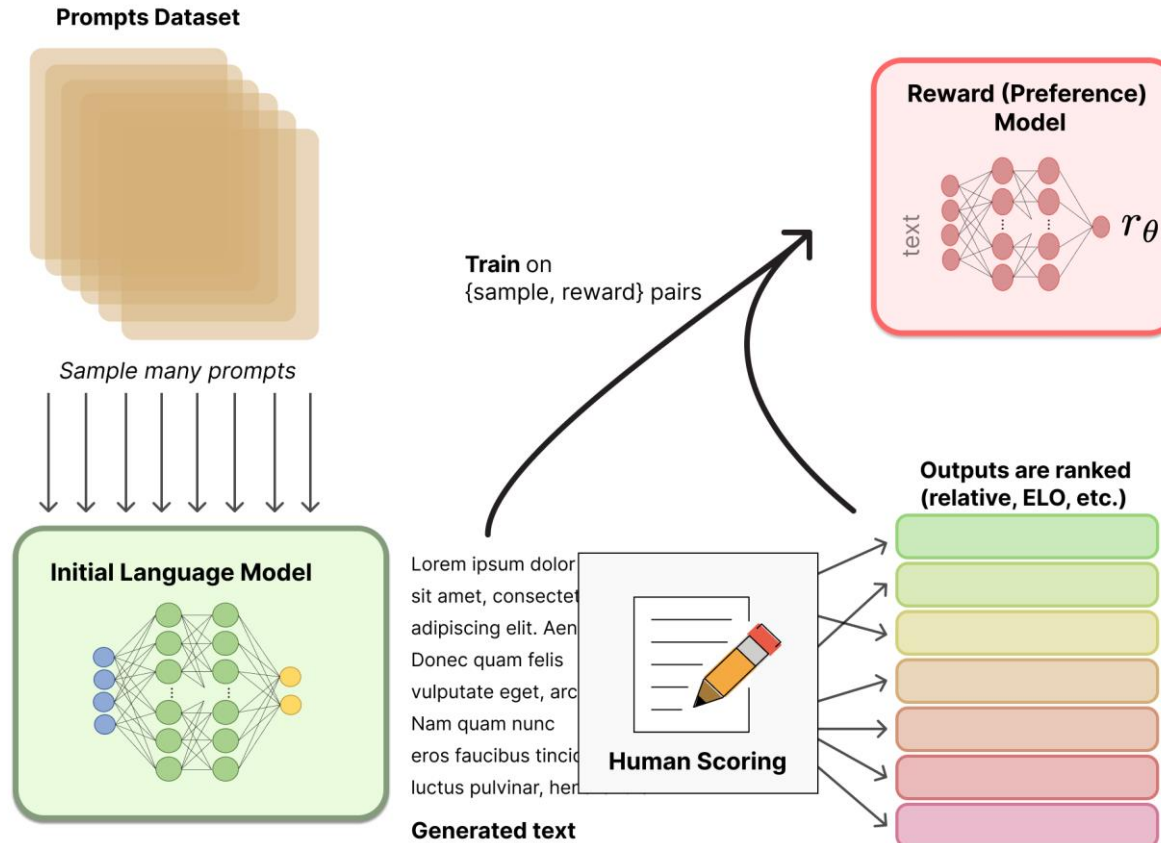 Prompts Dataset
Sample many prompts
Initial Language Model
Train on
{sample, reward} pairs
Reward (Preference)
Model
text
r_θ
Lorem ipsum dolor
sit amet, consectet
adipiscing elit. Aen
Donec quam felis
vulputate eget, arc
Nam quam nunc
eros faucibus tincid
luctus pulvinar, her
Generated text
Human Scoring
Outputs are ranked
(relative, ELO, etc.)